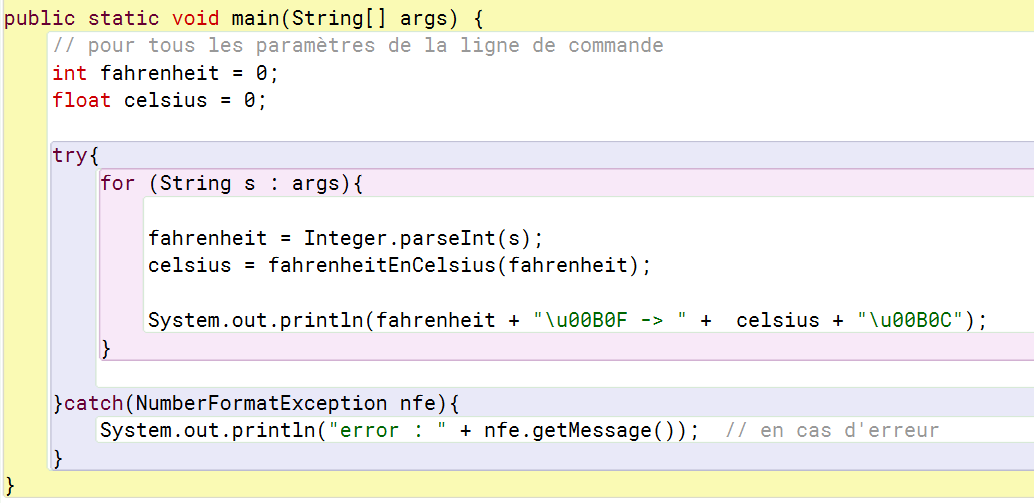 public static void main(String[] args) {
// pour tous les paramètres de la ligne de commande
int fahrenheit = 0;
float celsius = 0;
try{
for (String s : args){
fahrenheit = Integer.parseInt(s);
celsius = fahrenheitEnCelsius(fahrenheit);
System.out.println(fahrenheit + "\u00B0F -> " +  celsius + "\u00B0C");
}
}catch(NumberFormatException nfe){
System.out.println("error : " + nfe.getMessage());  // en cas d'erreur
}
}